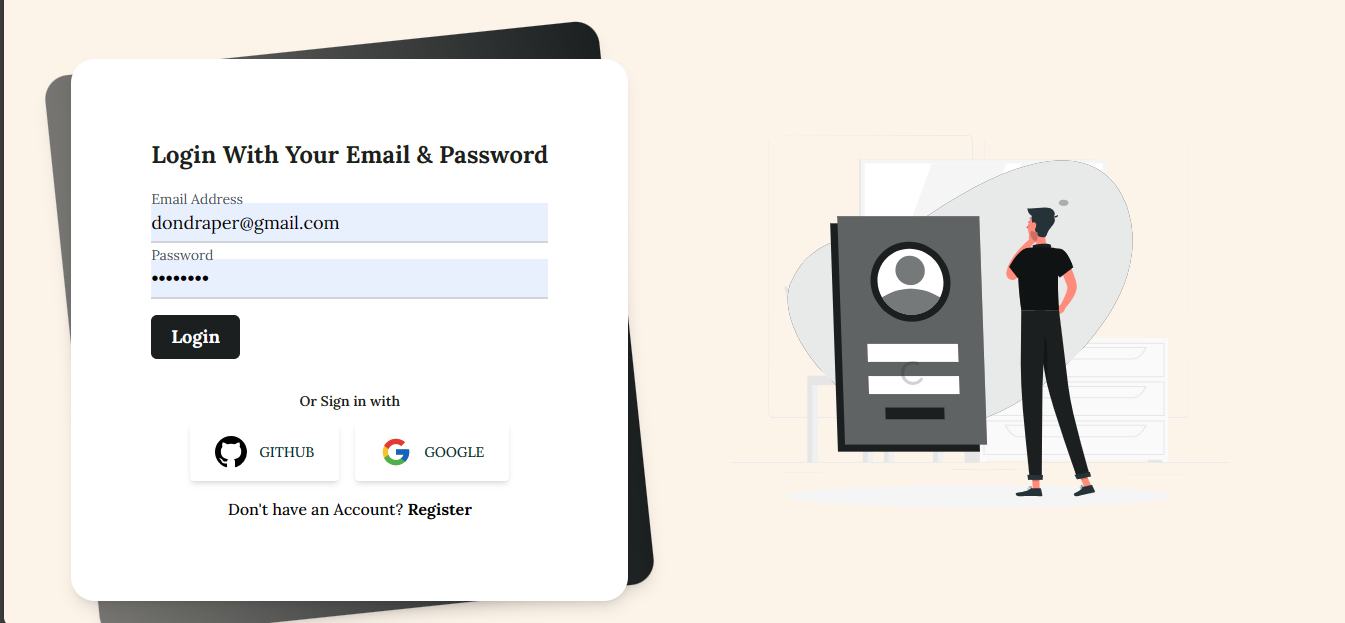 Login With Your Email & Password
Email Address
dondraper@gmail.com
Password
••••••••
Login
Or Sign in with
GITHUB
GOOGLE
Don't have an Account? Register